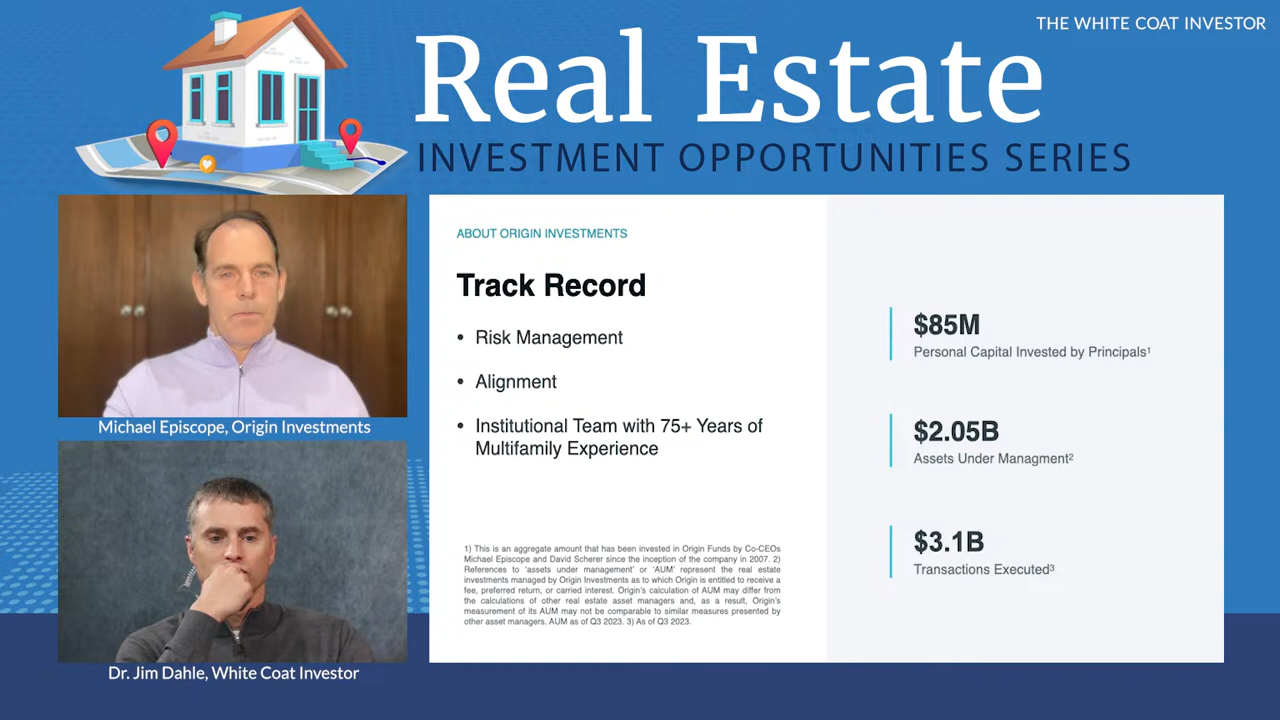 THE WHITE COAT INVESTOR
Real Estate
INVESTMENT OPPORTUNITIES SERIES
Michael Episcope, Origin Investments
Dr. Jim Dahle, White Coat Investor
ABOUT ORIGIN INVESTMENTS
Track Record
• Risk Management
• Alignment
• Institutional Team with 75+ Years of
Multifamily Experience
1) This is an aggregate amount that has been invested in Origin Funds by Co-CEOs
Michael Episcope and David Scherer since the inception of the company in 2007. 2)
References to 'assets under management' or 'AUM' represent the real estate
investments managed by Origin Investments as to which Origin is entitled to receive a
fee, preferred return, or carried interest. Origin's calculation of AUM may differ from
the calculations of other real estate asset managers and, as a result, Origin's
measurement of its AUM may not be comparable to similar measures presented by
other asset managers. AUM as of Q3 2023. 3) As of Q3 2023.
$85M
Personal Capital Invested by Principals¹
$2.05B
Assets Under Managment²
$3.1B
Transactions Executed³